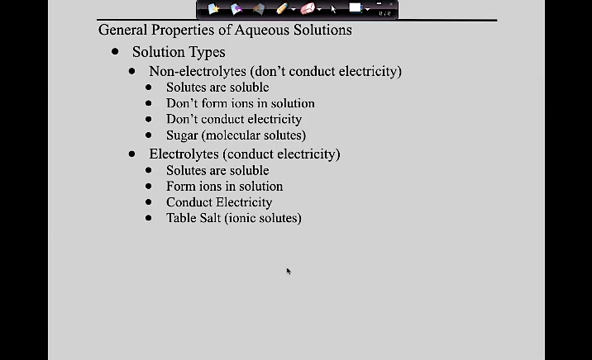 General Properties of Aqueous Solutions
• Solution Types
• Non-electrolytes (don't conduct electricity)
• Solutes are soluble
• Don't form ions in solution
• Don't conduct electricity
• Sugar (molecular solutes)
• Electrolytes (conduct electricity)
• Solutes are soluble
• Form ions in solution
• Conduct Electricity
• Table Salt (ionic solutes)